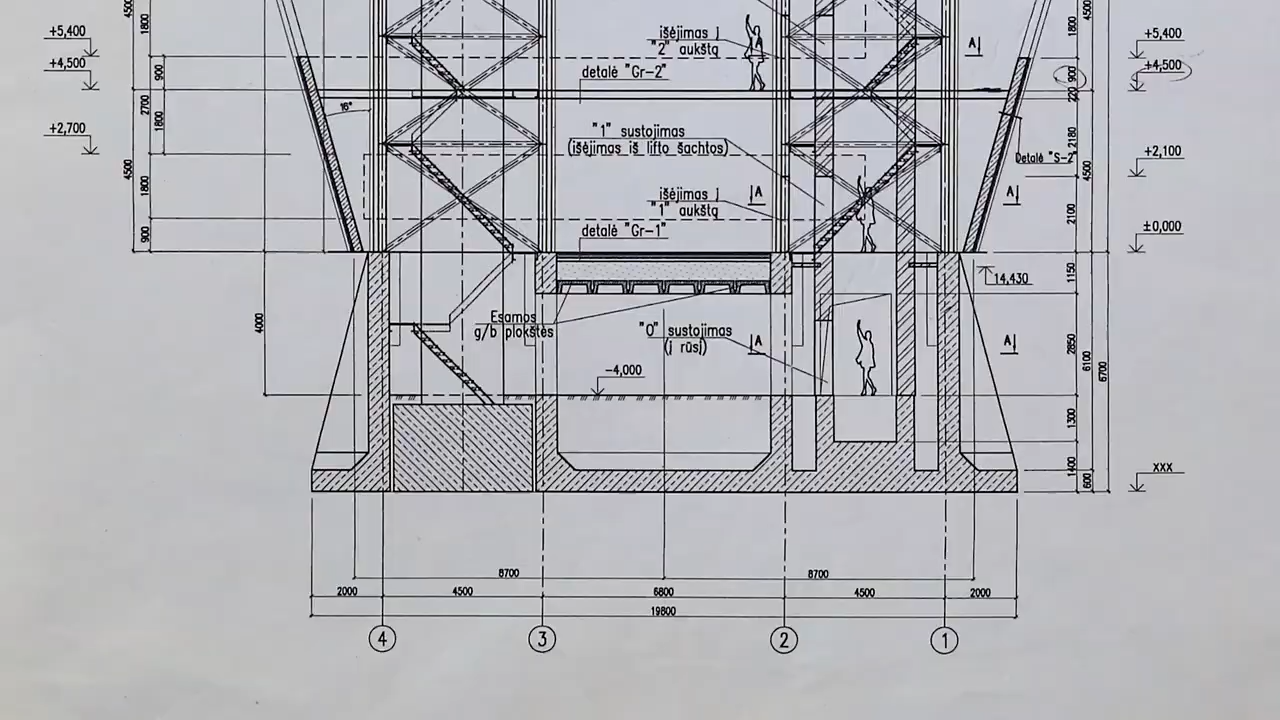 4500
1800
4500
1800
+5,400
išėjimas į
"2" aukštą
A
+5,400
+4,500
900
detalė "Gr-2"
900
+4,500
220
2700
1800
16°
+2,700
"1" sustojimas
(išėjimas iš lifto šachtos)
2180
Detalė "S-2"
+2,100
4500
1800
4500
išėjimas į
"1" aukštą
A
A
2100
900
detalė "Gr-1"
±0,000
14,430
1150
4000
Esamos
g/b plokštės
"0" sustojimas
(į rūsį)
A
A
2850
6100
6700
-4,000
1300
1400
600
xxx
8700
8700
2000
4500
6800
4500
2000
19800
4
3
2
1